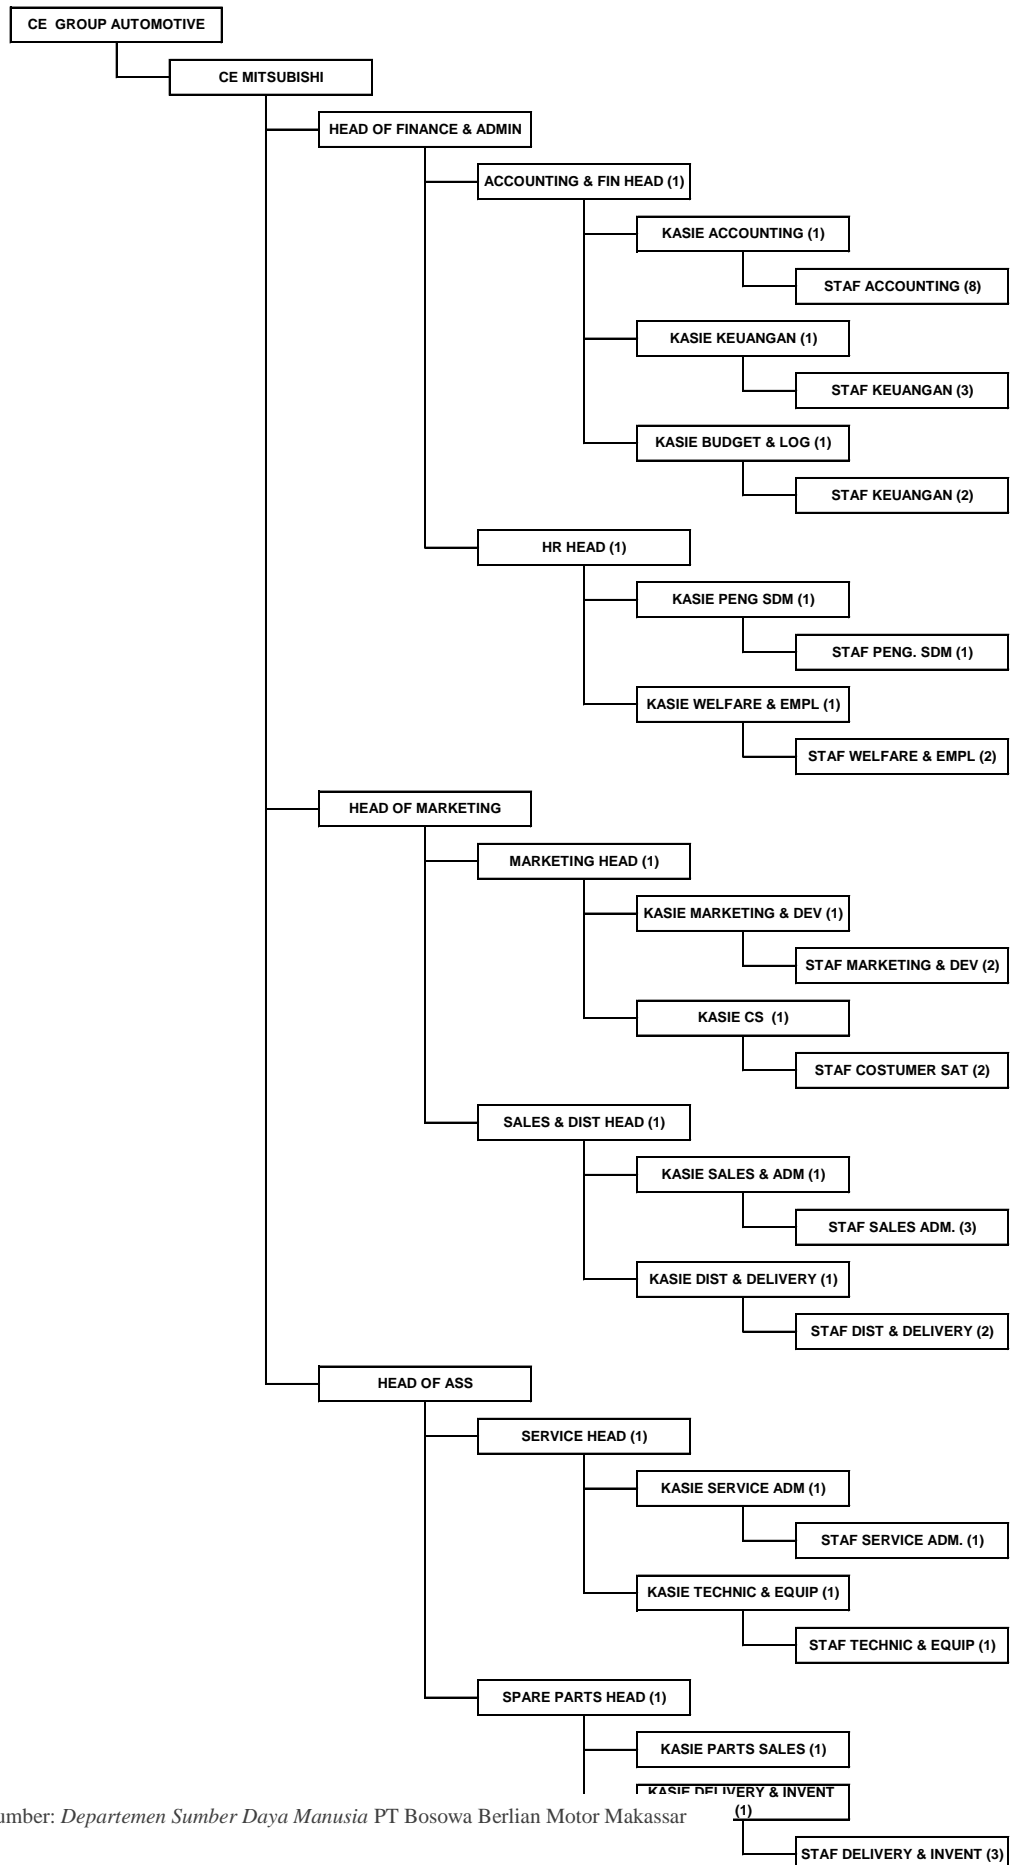 CE GROUP AUTOMOTIVE
CE MITSUBISHI
HEAD OF FINANCE & ADMIN
ACCOUNTING & FIN HEAD (1)
KASIE ACCOUNTING (1)
STAF ACCOUNTING (8)
KASIE KEUANGAN (1)
STAF KEUANGAN (3)
KASIE BUDGET & LOG (1)
STAF KEUANGAN (2)
HR HEAD (1)
KASIE PENG SDM (1)
STAF PENG. SDM (1)
KASIE WELFARE & EMPL (1)
STAF WELFARE & EMPL (2)
HEAD OF MARKETING
MARKETING HEAD (1)
KASIE MARKETING & DEV (1)
STAF MARKETING & DEV (2)
KASIE CS (1)
STAF COSTUMER SAT (2)
SALES & DIST HEAD (1)
KASIE SALES & ADM (1)
STAF SALES ADM. (3)
KASIE DIST & DELIVERY (1)
STAF DIST & DELIVERY (2)
HEAD OF ASS
SERVICE HEAD (1)
KASIE SERVICE ADM (1)
STAF SERVICE ADM. (1)
KASIE TECHNIC & EQUIP (1)
STAF TECHNIC & EQUIP (1)
SPARE PARTS HEAD (1)
KASIE PARTS SALES (1)
KASIE DELIVERY & INVENT
(1)
umber: Departemen Sumber Daya Manusia PT Bosowa Berlian Motor Makassar
STAF DELIVERY & INVENT (3)